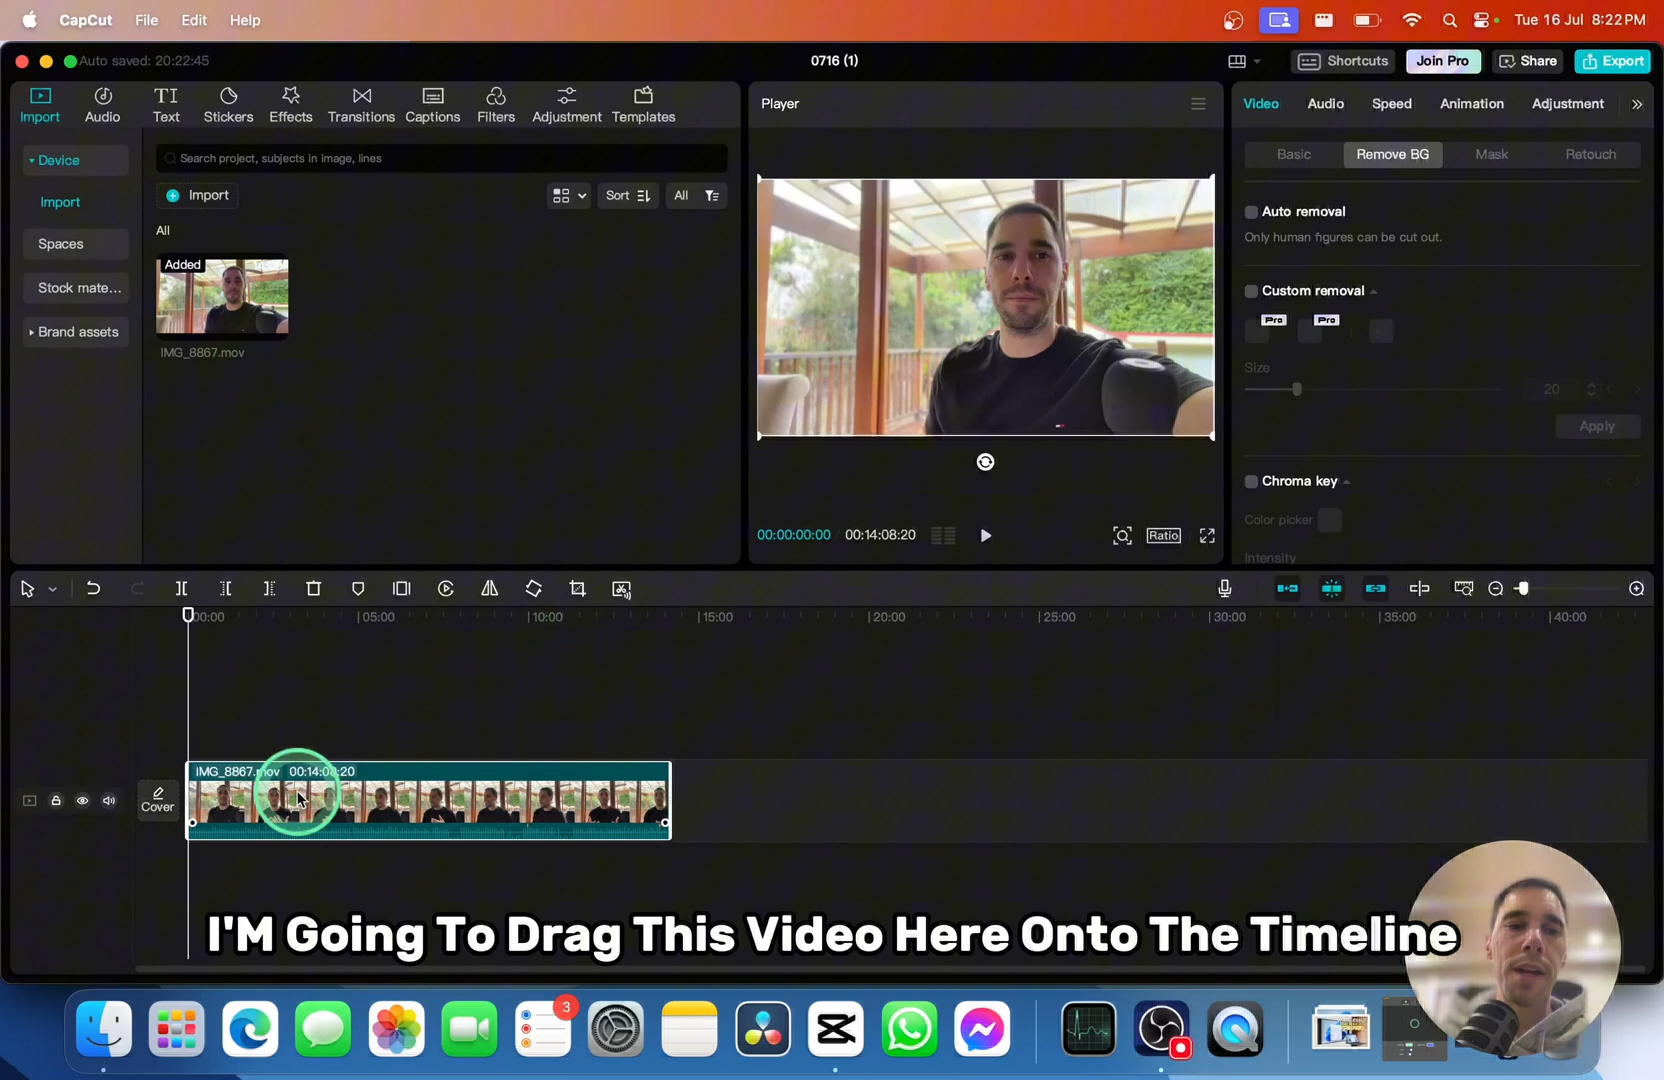 CapCut File Edit Help
Tue 16 Jul 8:22PM
Auto saved: 20:22:45
0716 (1)
Shortcuts
Join Pro
Share
Export
Import
Audio
Text
Stickers
Effects
Transitions
Captions
Filters
Adjustment
Templates
Device
Import
Spaces
Stock mate...
Brand assets
Search project, subjects in image, lines
Import
Sort
All
All
Added
IMG_8867.mov
Player
00:00:00:00 00:14:08:20
Ratio
Video
Audio
Speed
Animation
Adjustment
Basic
Remove BG
Mask
Retouch
Auto removal
Only human figures can be cut out.
Custom removal
Pro
Pro
Size
20
Apply
Chroma key
Color picker
Intensity
00:00 05:00 10:00 15:00 20:00 25:00 30:00 35:00 40:00
IMG_8867.mov 00:14:08:20
Cover
I'M Going To Drag This Video Here Onto The Timeline
3